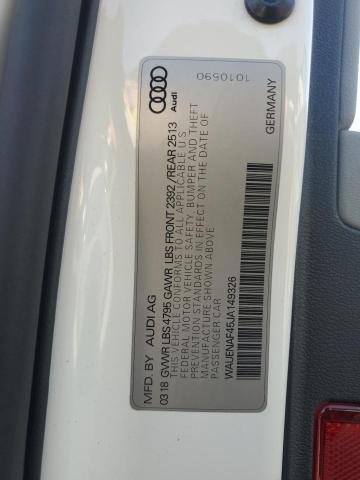 MFD. BY AUDI AG
0318 GVWR LBS 4795 GAWR LBS FRONT 2392 / REAR 2513
THIS VEHICLE CONFORMS TO ALL APPLICABLE U S
FEDERAL MOTOR VEHICLE SAFETY, BUMPER AND THEFT
PREVENTION STANDARDS IN EFFECT ON THE DATE OF
MANUFACTURE SHOWN ABOVE
PASSENGER CAR
WAUENAF45JA149326
Audi
1010590
GERMANY